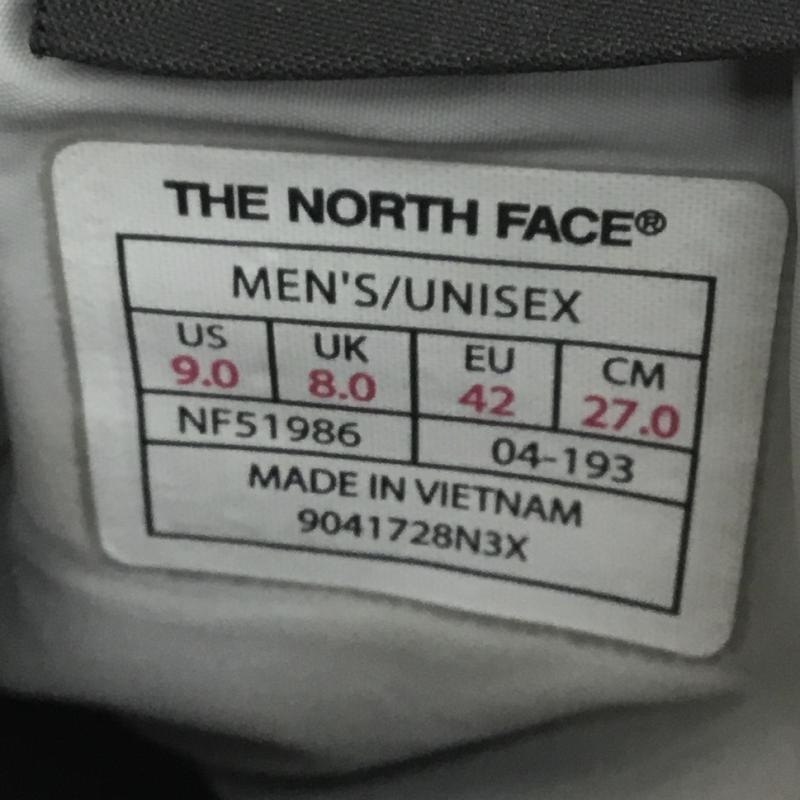 THE NORTH FACE®
MEN'S/UNISEX
US UK EU CM
9.0 8.0 42 27.0
NF51986 04-193
MADE IN VIETNAM
9041728N3X